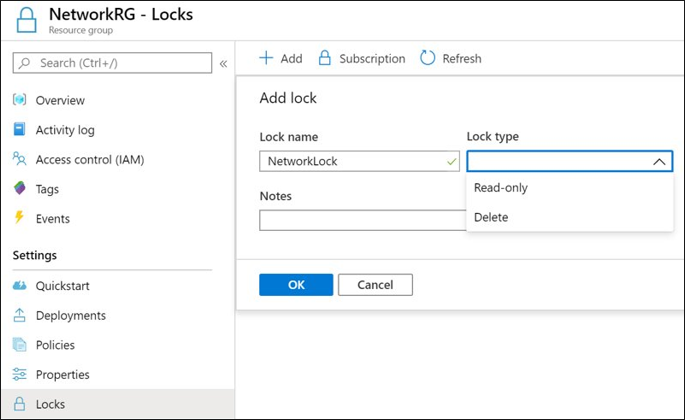 NetworkRG - Locks
Resource group
Search (Ctrl+/)
«
Overview
Activity log
Access control (IAM)
Tags
Events
Settings
Quickstart
Deployments
Policies
Properties
Locks
Add
Subscription
Refresh
Add lock
Lock name
Lock type
NetworkLock
Read-only
Delete
Notes
OK
Cancel